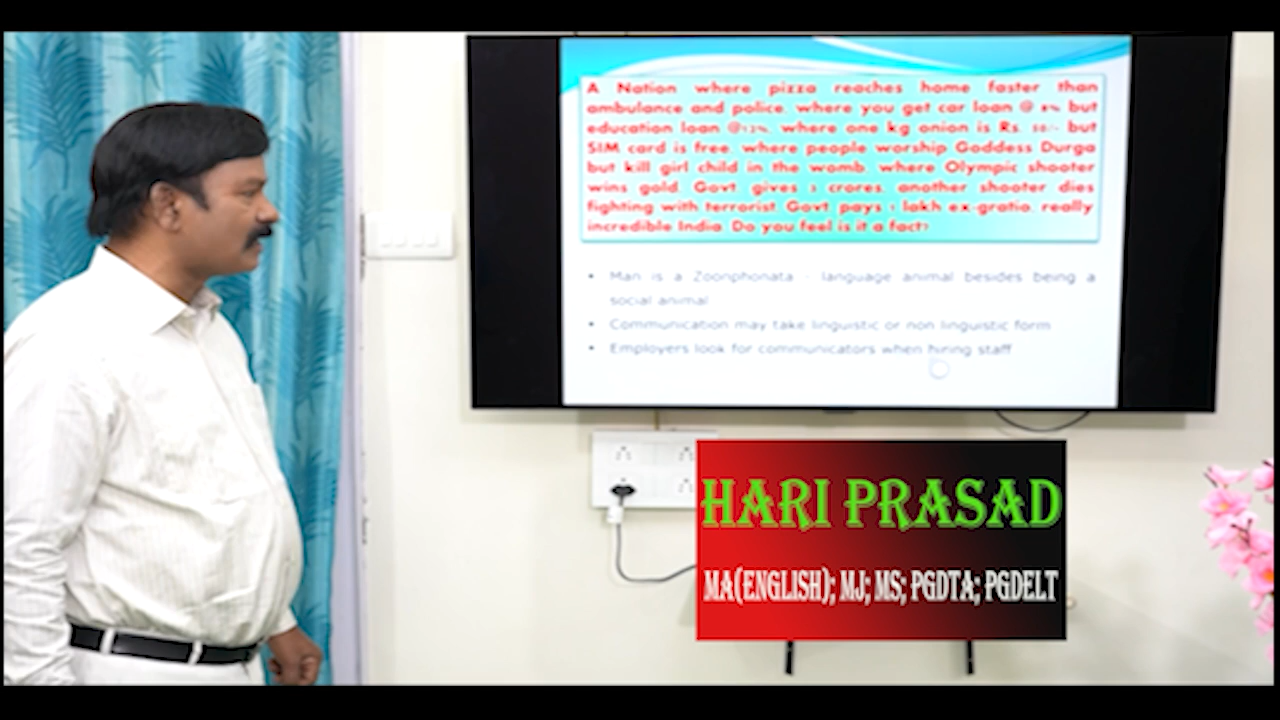 A Nation where pizza reaches home faster than
ambulance and police. where you get car loan @ 8% but
education loan @12%. where one kg onion is Rs. but
SIM card is free. where people worship Goddess Durga
but kill girl child in the womb. where Olympic shooter
wins gold. Govt. gives 3 crores. another shooter dies
fighting with terrorist. Govt. pays 1 lakh ex-gratia. really
incredible India. Do you feel is it a fact?
• Man is a Zoonphonata - language animal besides being a
social animal
• Communication may take linguistic or non linguistic form
• Employers look for communicators when hiring staff
HARI PRASAD
MA(ENGLISH); MJ; MS; PGDTA; PGDELT